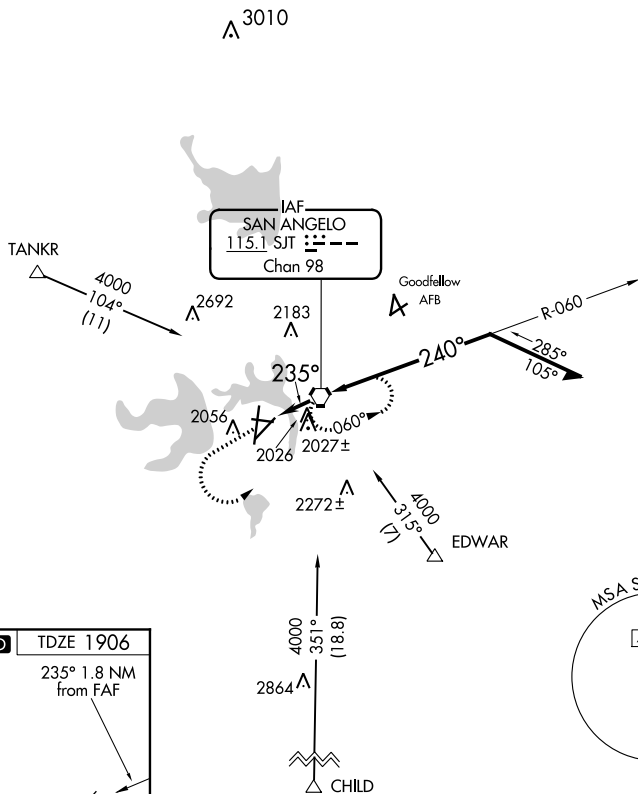 3010
IAF
SAN ANGELO
115.1 SJT
Chan 98
TANKR
4000
104°
(11)
2692
2183
Goodfellow
AFB
R-060
285°
105°
240°
235°
060°
2056
2026
2027±
2272±
4000
315°
(7)
EDWAR
4000
351°
(18.8)
2864
CHILD
MSA S
D TDZE 1906
235° 1.8 NM
from FAF